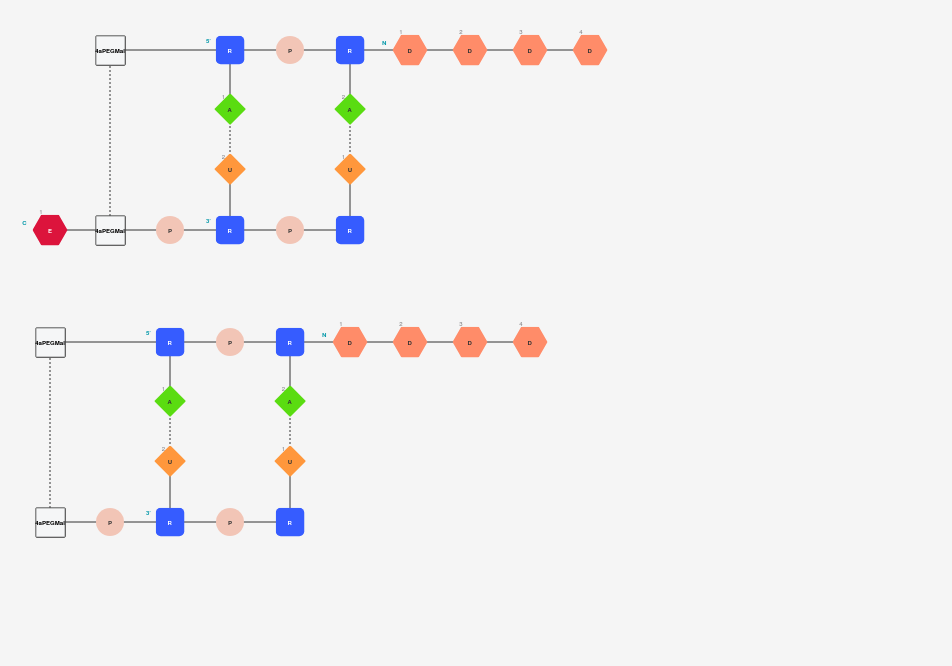 5' N 1 2 3 4
4aPEGMal R P R D D D D
1 A 2 A
2 U 1 U
C 1 3'
E 4aPEGMal P R P R
5' N 1 2 3 4
4aPEGMal R P R D D D D
1 A 2 A
2 U 1 U
3'
4aPEGMal P R P R